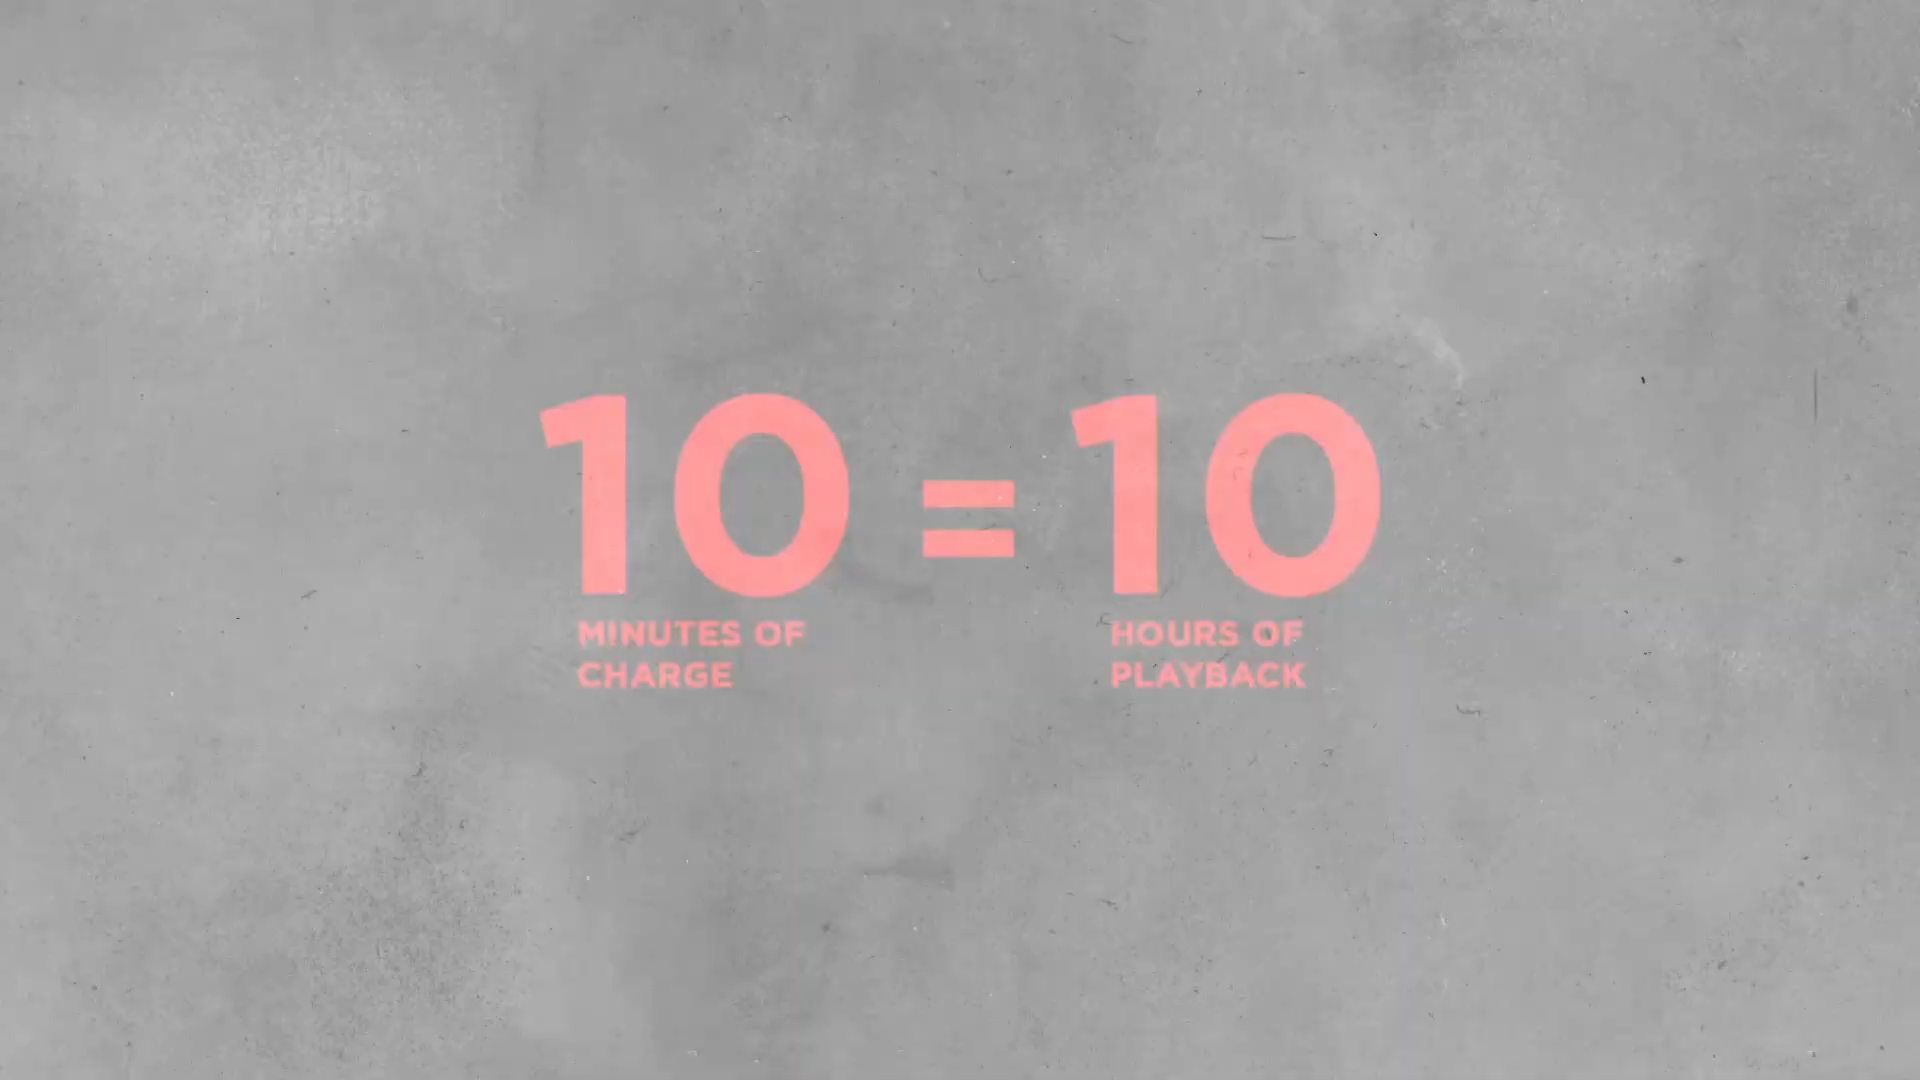 10 = 10
MINUTES OF
CHARGE
HOURS OF
PLAYBACK